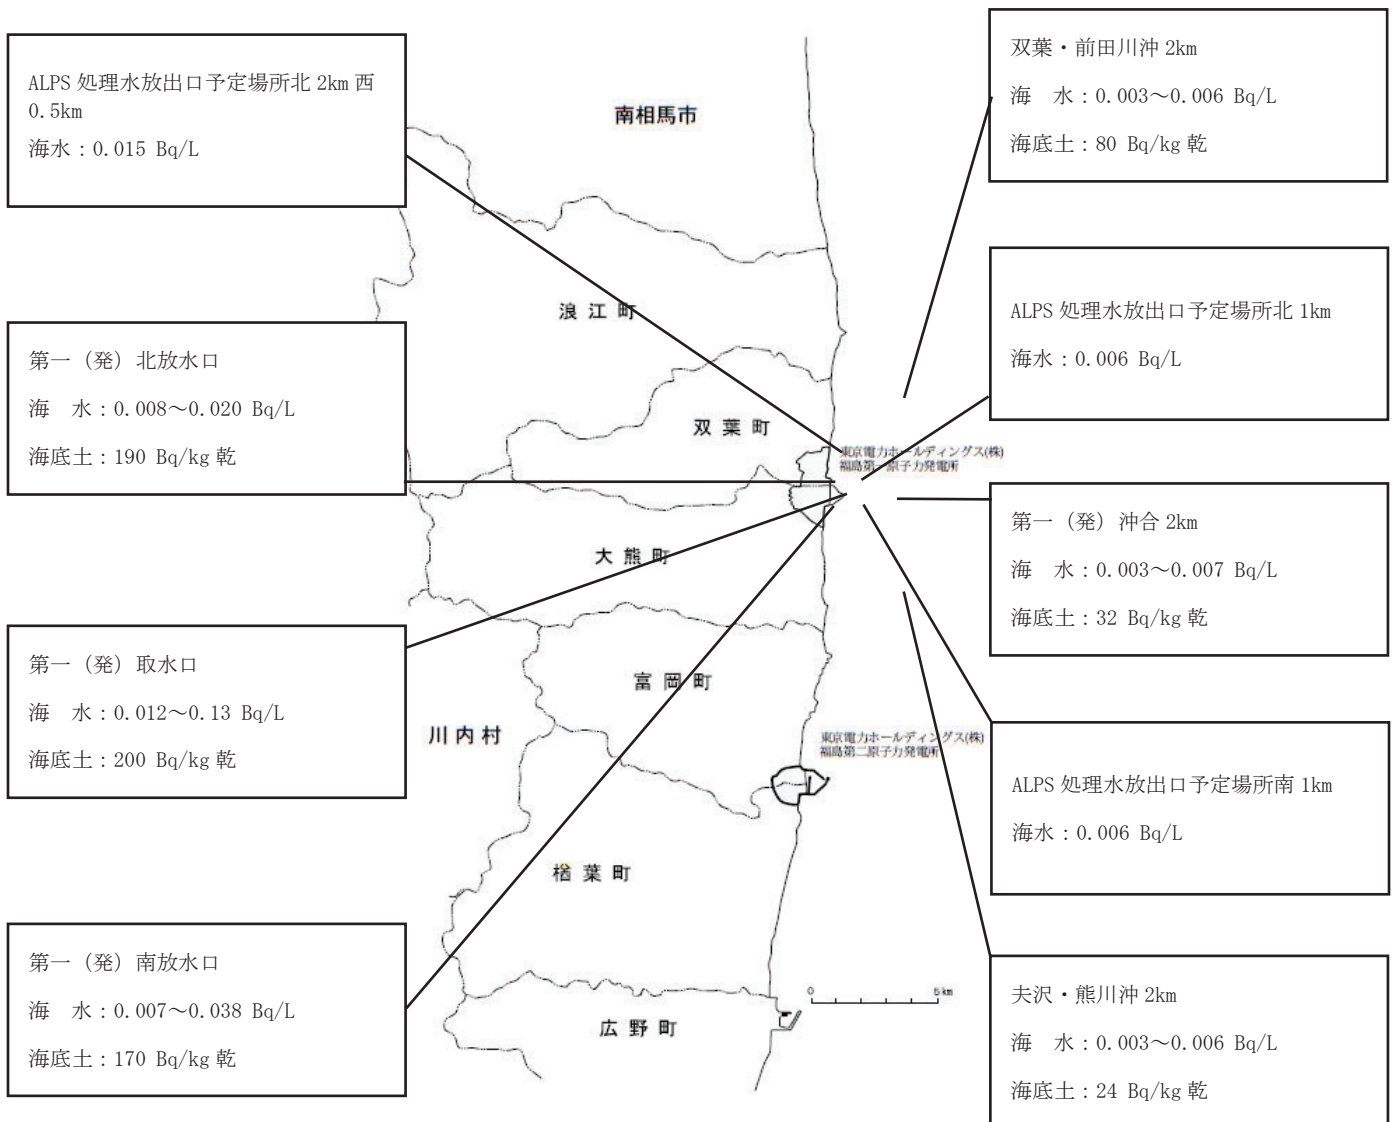 ALPS 処理水放出口予定場所北 2km 西
0.5km
海水：0.015 Bq/L
第一（発）北放水口
海　水：0.008～0.020 Bq/L
海底土：190 Bq/kg 乾
第一（発）取水口
海　水：0.012～0.13 Bq/L
海底土：200 Bq/kg 乾
第一（発）南放水口
海　水：0.007～0.038 Bq/L
海底土：170 Bq/kg 乾
南相馬市
浪江町
双葉町
東京電力ホールディングス(株)
福島第一原子力発電所
大熊町
富岡町
川内村
東京電力ホールディングス(株)
福島第二原子力発電所
楢葉町
広野町
0 5km
双葉・前田川沖 2km
海　水：0.003～0.006 Bq/L
海底土：80 Bq/kg 乾
ALPS 処理水放出口予定場所北 1km
海水：0.006 Bq/L
第一（発）沖合 2km
海　水：0.003～0.007 Bq/L
海底土：32 Bq/kg 乾
ALPS 処理水放出口予定場所南 1km
海水：0.006 Bq/L
夫沢・熊川沖 2km
海　水：0.003～0.006 Bq/L
海底土：24 Bq/kg 乾